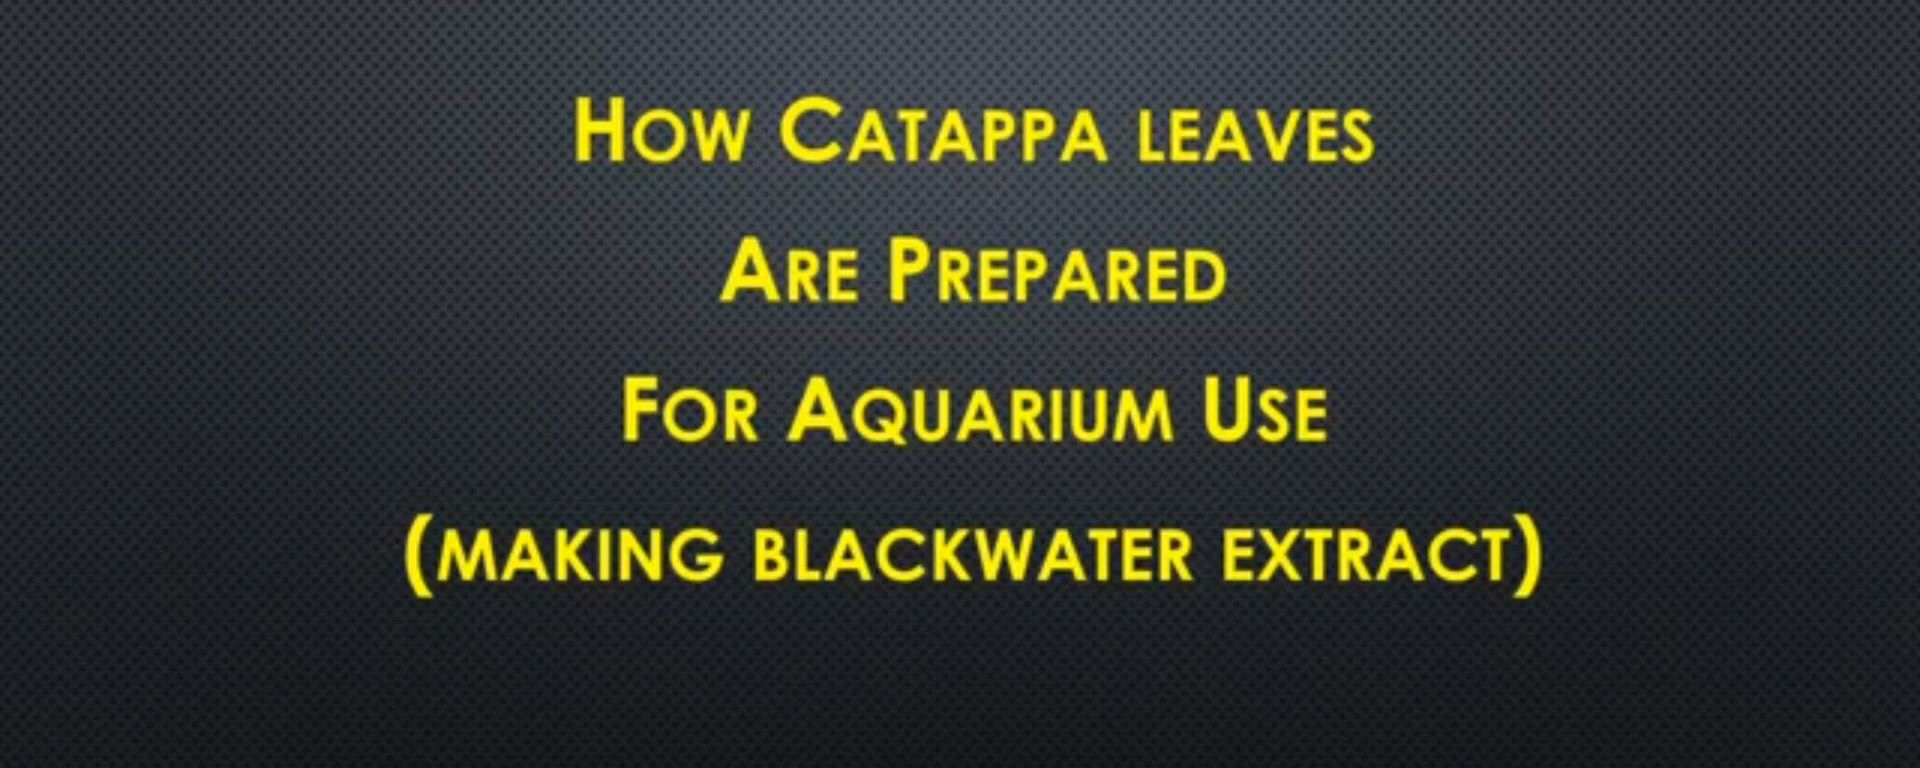 How Catappa leaves
Are Prepared
For Aquarium Use
(making blackwater extract)